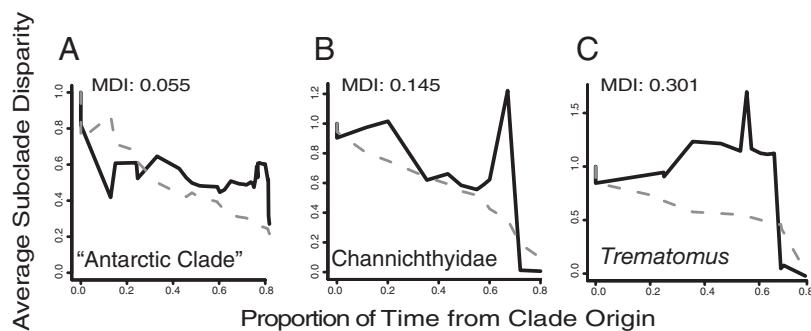 A
B
C
MDI: 0.055
MDI: 0.145
MDI: 0.301
Average Subclade Disparity
1.0
0.8
0.6
0.4
0.2
0.0
1.0
0.8
0.6
0.4
0.2
0.0
1.5
1.0
0.5
0.0
"Antarctic Clade"
Channichthyidae
Trematomus
0.0 0.2 0.4 0.6 0.8
0.0 0.2 0.4 0.6 0.8
0.0 0.2 0.4 0.6 0.8
Proportion of Time from Clade Origin